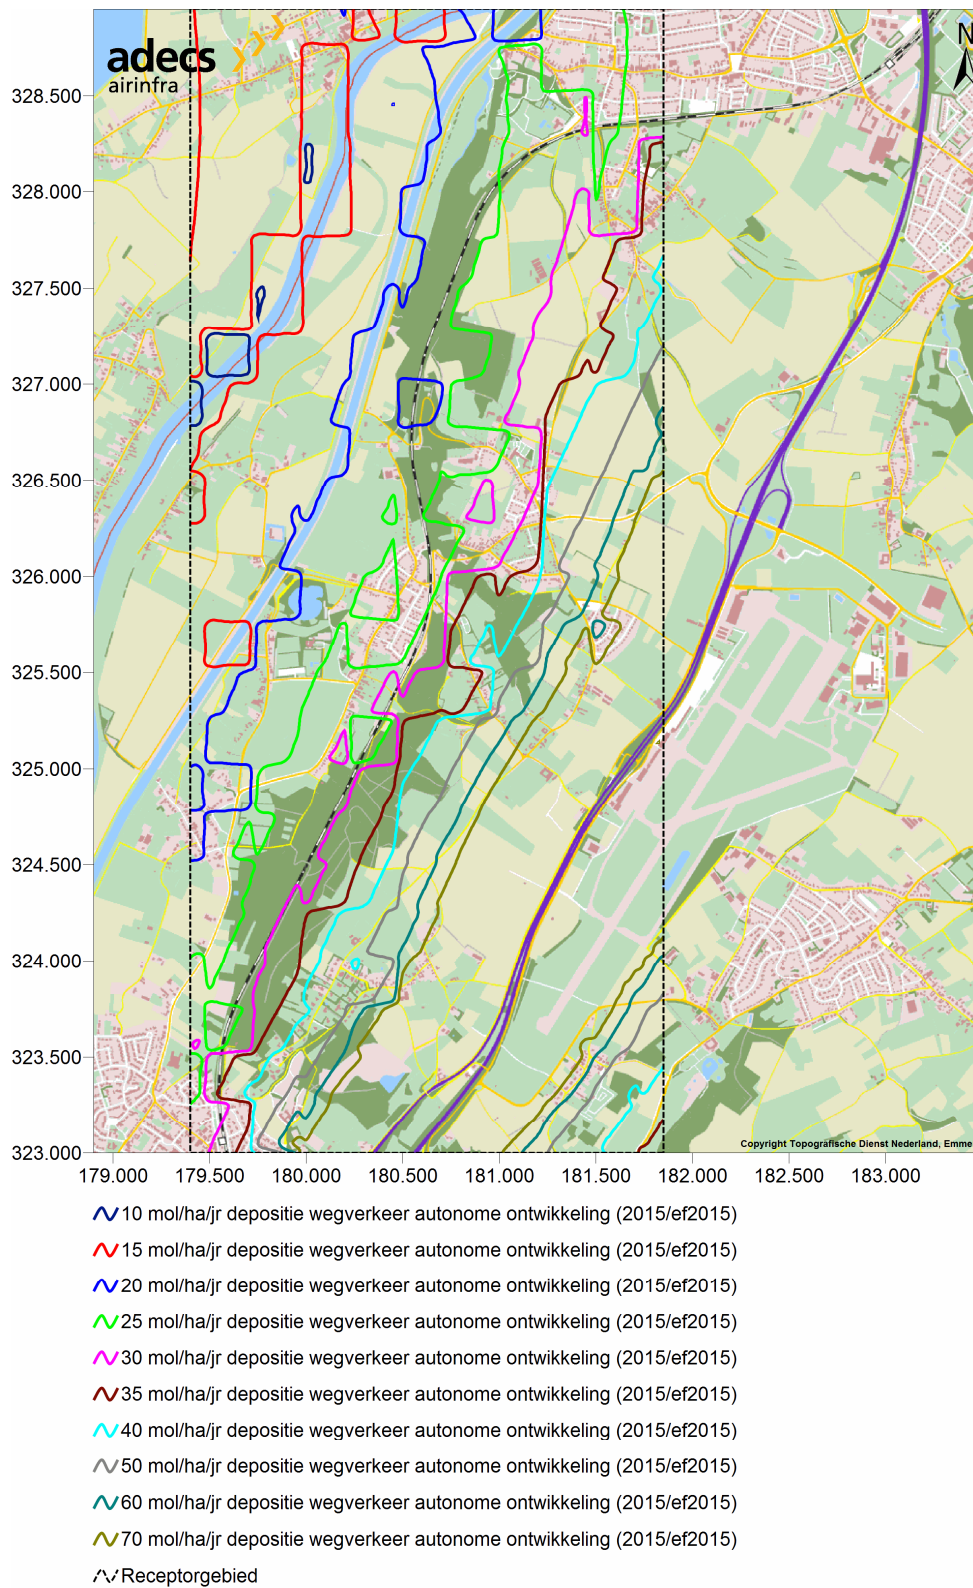 adecs
airinfra
N
328.500
328.000
327.500
327.000
326.500
326.000
325.500
325.000
324.500
324.000
323.500
323.000
Copyright Topografische Dienst Nederland, Emme
179.000 179.500 180.000 180.500 181.000 181.500 182.000 182.500 183.000
10 mol/ha/jr depositie wegverkeer autonome ontwikkeling (2015/ef2015)
15 mol/ha/jr depositie wegverkeer autonome ontwikkeling (2015/ef2015)
20 mol/ha/jr depositie wegverkeer autonome ontwikkeling (2015/ef2015)
25 mol/ha/jr depositie wegverkeer autonome ontwikkeling (2015/ef2015)
30 mol/ha/jr depositie wegverkeer autonome ontwikkeling (2015/ef2015)
35 mol/ha/jr depositie wegverkeer autonome ontwikkeling (2015/ef2015)
40 mol/ha/jr depositie wegverkeer autonome ontwikkeling (2015/ef2015)
50 mol/ha/jr depositie wegverkeer autonome ontwikkeling (2015/ef2015)
60 mol/ha/jr depositie wegverkeer autonome ontwikkeling (2015/ef2015)
70 mol/ha/jr depositie wegverkeer autonome ontwikkeling (2015/ef2015)
Receptorgebied